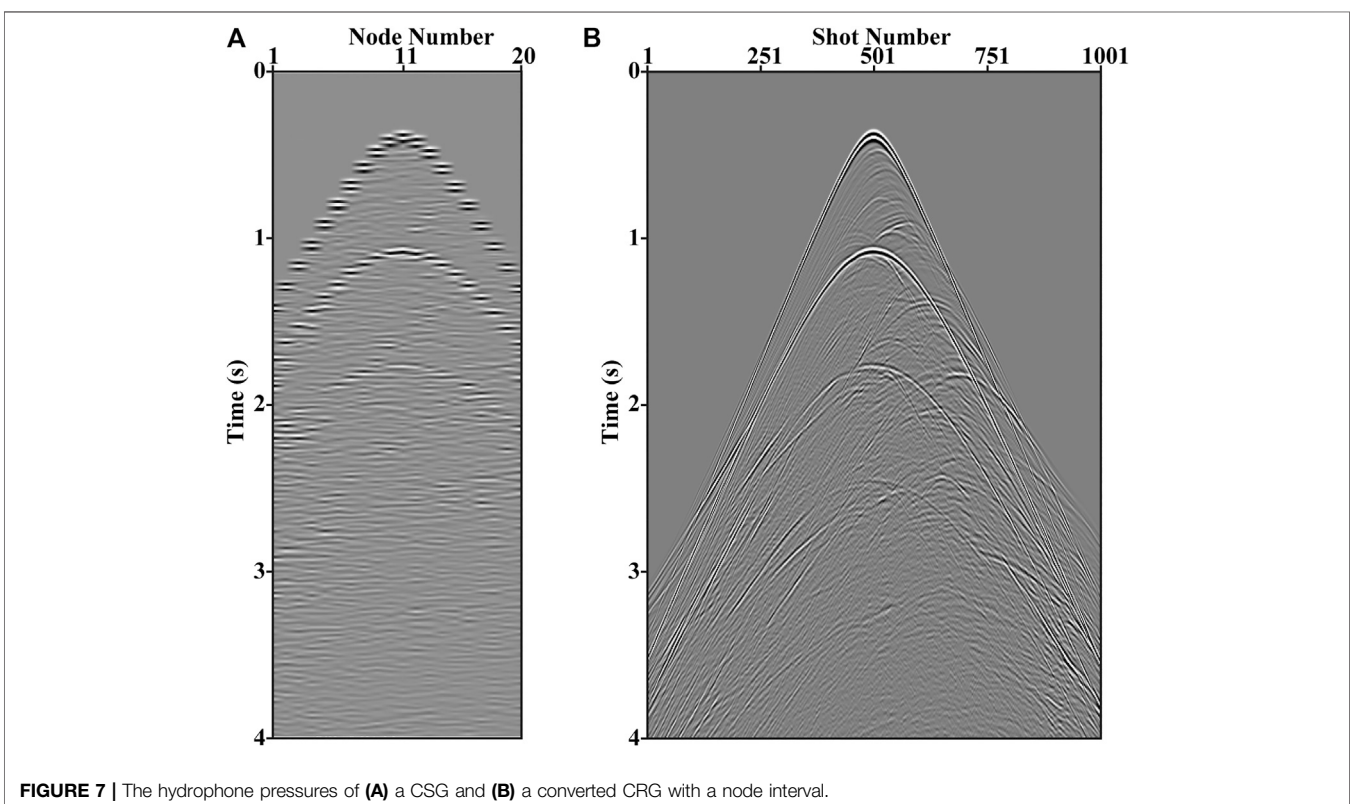 A
Node Number
1 11 20
0
1
2
3
4
Time (s)
B
Shot Number
1 251 501 751 1001
0
1
2
3
4
Time (s)
FIGURE 7 | The hydrophone pressures of (A) a CSG and (B) a converted CRG with a node interval.